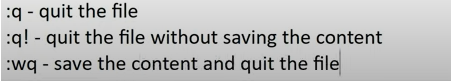 :q - quit the file
:q! - quit the file without saving the content
:wq - save the content and quit the file